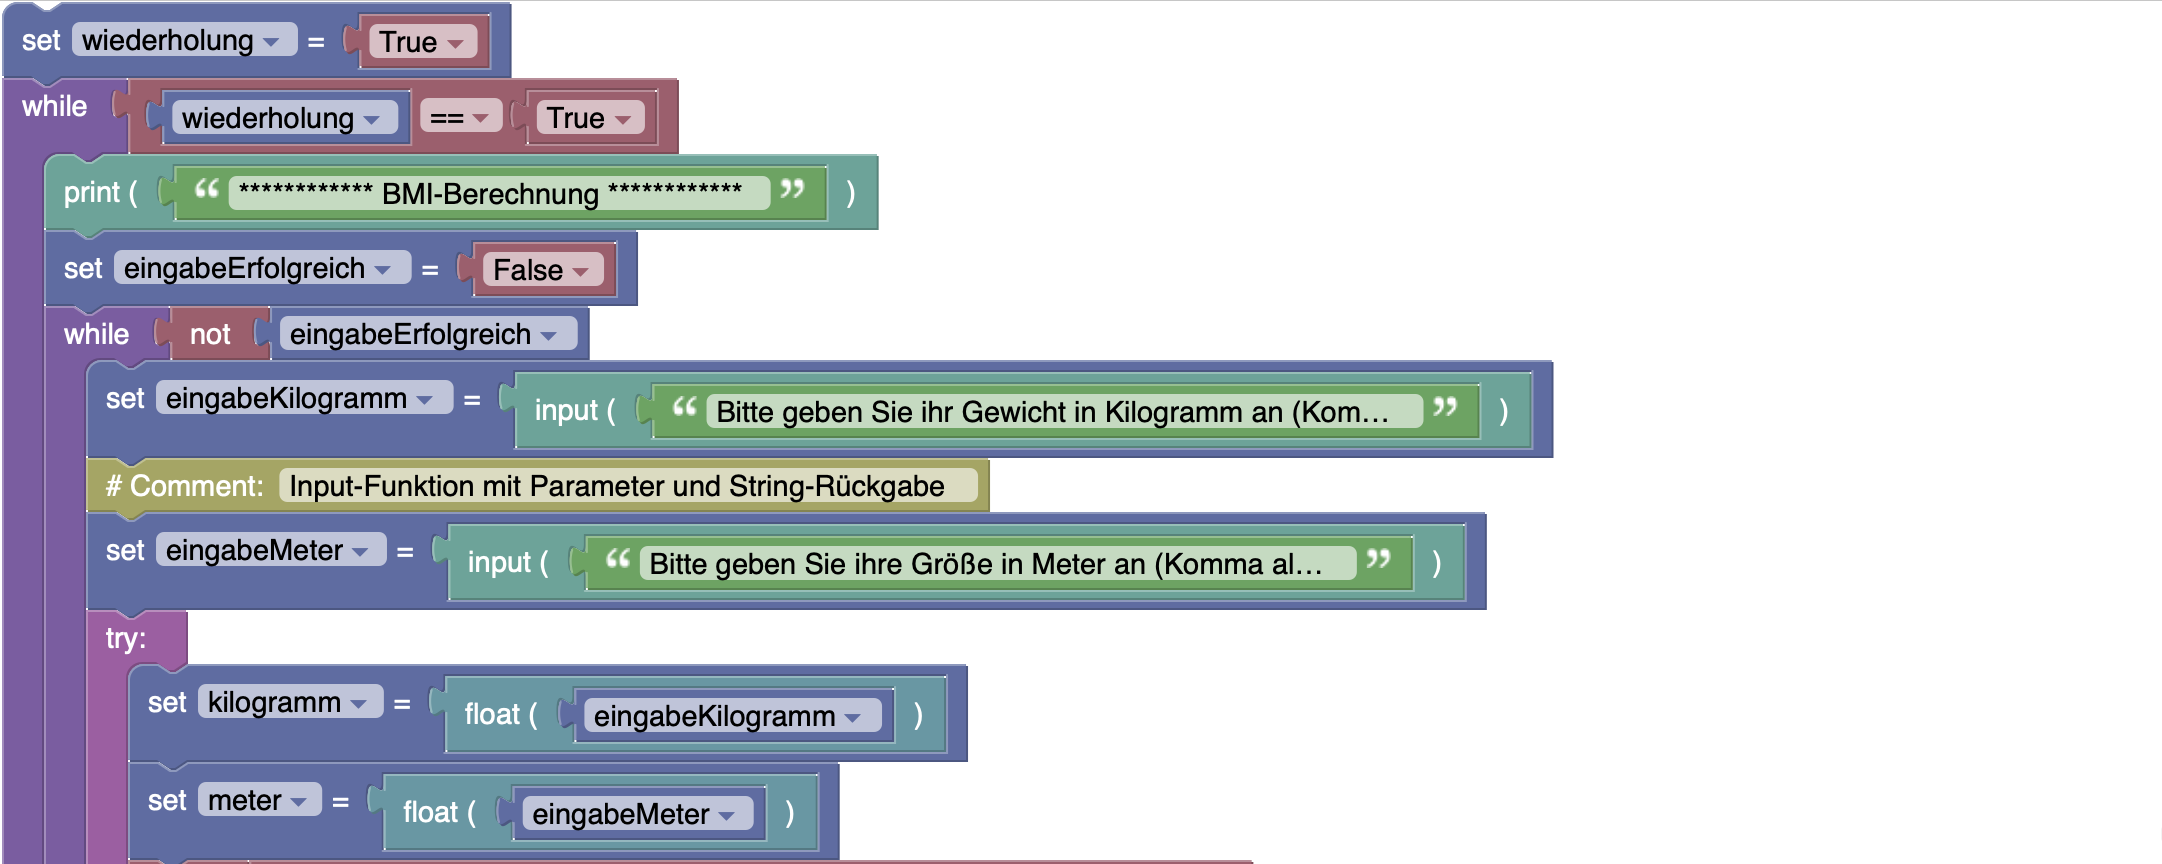 set wiederholung = True
while wiederholung == True
print ( “ ************ BMI-Berechnung ************ ” )
set eingabeErfolgreich = False
while not eingabeErfolgreich
set eingabeKilogramm = input ( “ Bitte geben Sie ihr Gewicht in Kilogramm an (Kom... ” )
# Comment: Input-Funktion mit Parameter und String-Rückgabe
set eingabeMeter = input ( “ Bitte geben Sie ihre Größe in Meter an (Komma al... ” )
try:
set kilogramm = float ( eingabeKilogramm )
set meter = float ( eingabeMeter )